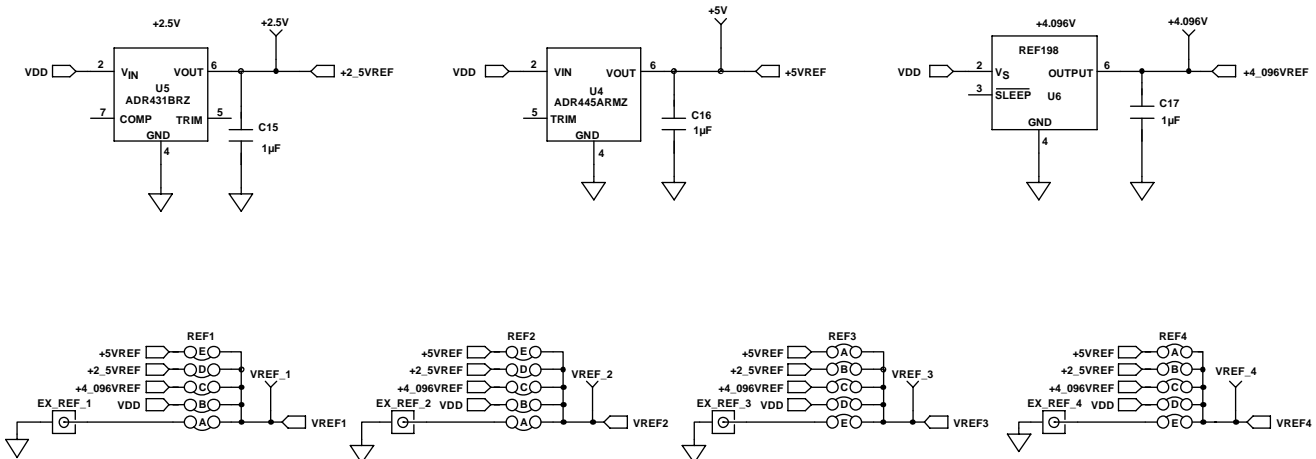 +2.5V
+2.5V
VDD
2
VIN
VOUT
6
+2_5VREF
U5
ADR431BRZ
7
COMP
TRIM
5
GND
4
C15
1µF
+5V
VDD
2
VIN
VOUT
6
+5VREF
U4
ADR445ARMZ
5
TRIM
GND
4
C16
1µF
+4.096V
+4.096V
REF198
VDD
2
VS
OUTPUT
6
+4_096VREF
3
SLEEP
U6
GND
4
C17
1µF
REF1
+5VREF
E
+2_5VREF
D
VREF_1
+4_096VREF
C
EX_REF_1
VDD
B
A
VREF1
REF2
+5VREF
E
+2_5VREF
D
VREF_2
+4_096VREF
C
EX_REF_2
VDD
B
A
VREF2
REF3
+5VREF
A
+2_5VREF
B
VREF_3
+4_096VREF
C
EX_REF_3
VDD
D
E
VREF3
REF4
+5VREF
A
+2_5VREF
B
VREF_4
+4_096VREF
C
EX_REF_4
VDD
D
E
VREF4